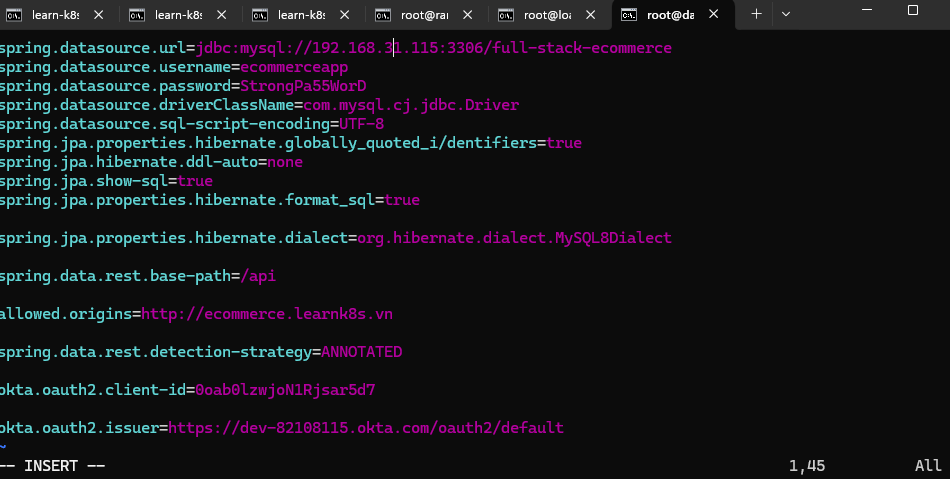 learn-k8s
learn-k8s
learn-k8s
root@rar
root@loa
root@da
spring.datasource.url=jdbc:mysql://192.168.31.115:3306/full-stack-ecommerce
spring.datasource.username=ecommerceapp
spring.datasource.password=StrongPa55WorD
spring.datasource.driverClassName=com.mysql.cj.jdbc.Driver
spring.datasource.sql-script-encoding=UTF-8
spring.jpa.properties.hibernate.globally_quoted_i/dentifiers=true
spring.jpa.hibernate.ddl-auto=none
spring.jpa.show-sql=true
spring.jpa.properties.hibernate.format_sql=true
spring.jpa.properties.hibernate.dialect=org.hibernate.dialect.MySQL8Dialect
spring.data.rest.base-path=/api
allowed.origins=http://ecommerce.learnk8s.vn
spring.data.rest.detection-strategy=ANNOTATED
okta.oauth2.client-id=0oab0lzwjoN1Rjsar5d7
okta.oauth2.issuer=https://dev-82108115.okta.com/oauth2/default
~
-- INSERT -- 1,45 All